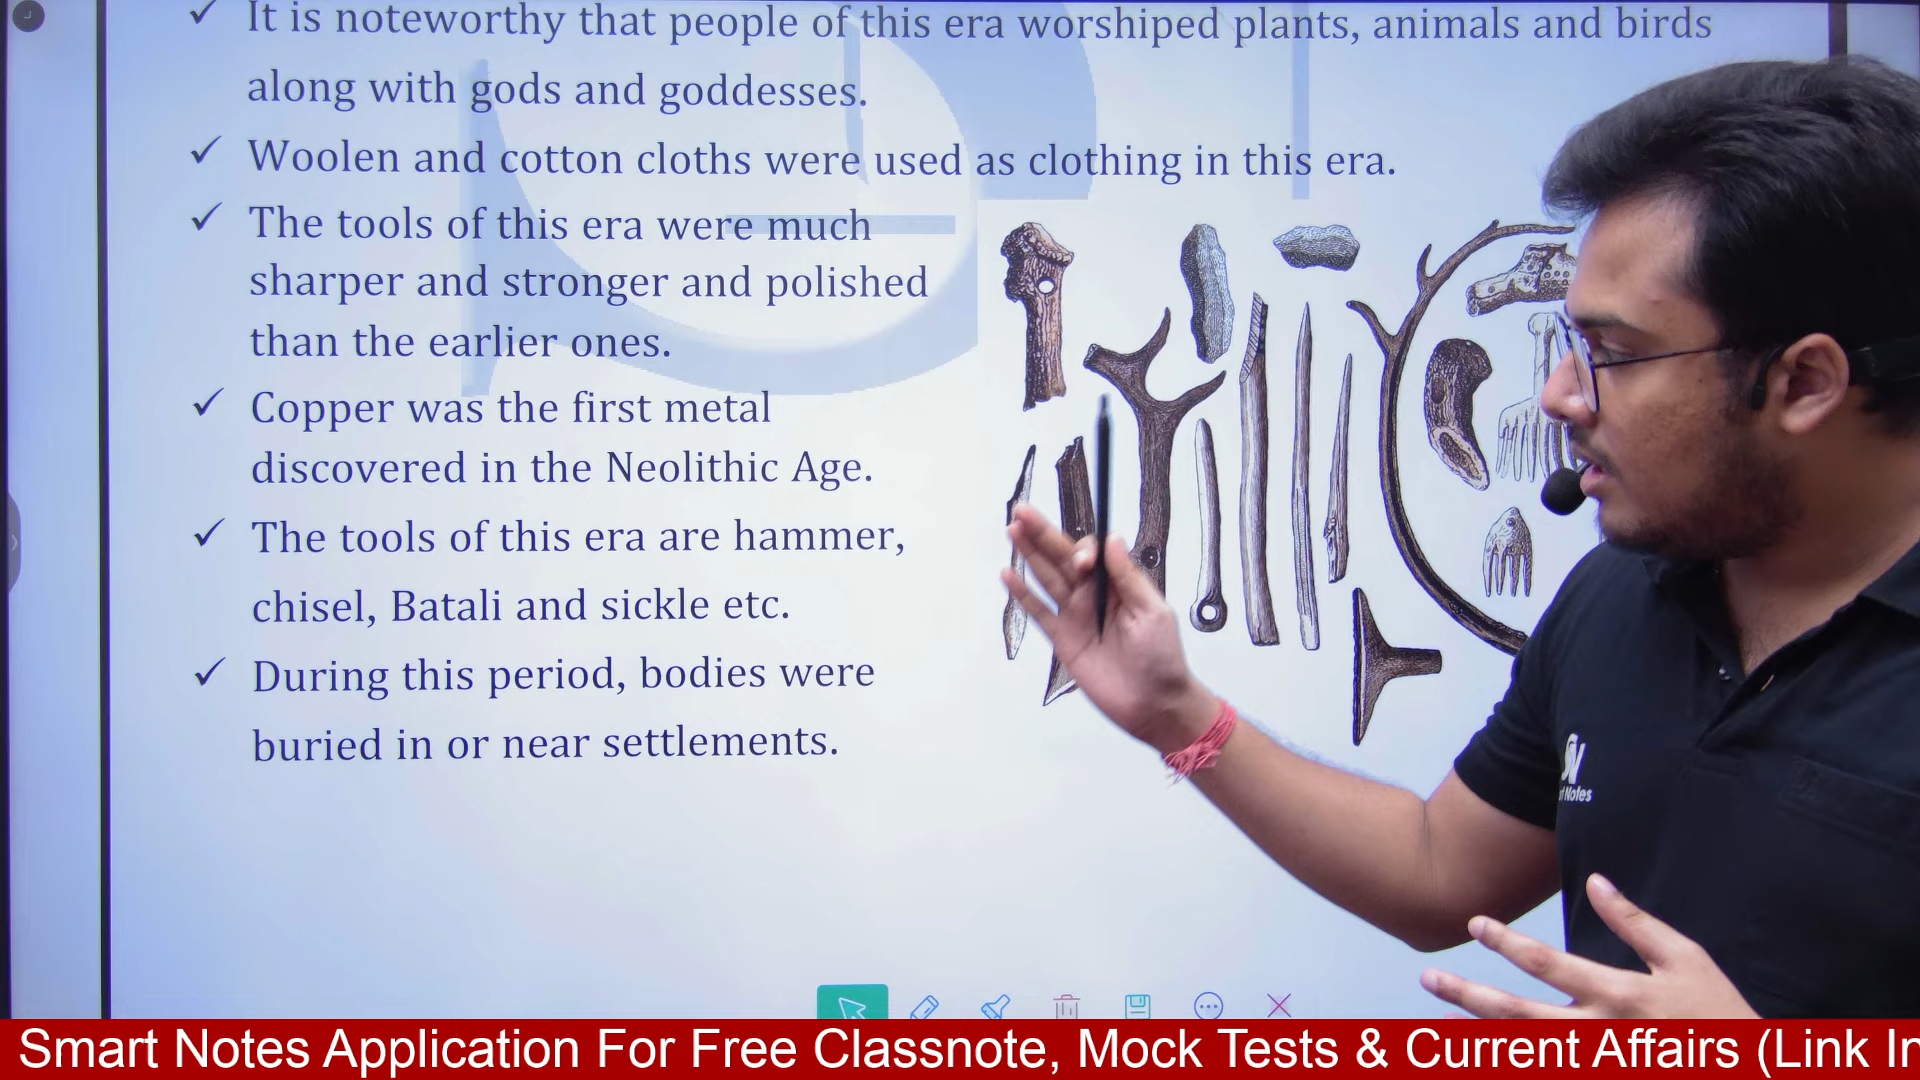 ✓ It is noteworthy that people of this era worshiped plants, animals and birds
along with gods and goddesses.
✓ Woolen and cotton cloths were used as clothing in this era.
✓ The tools of this era were much
sharper and stronger and polished
than the earlier ones.
✓ Copper was the first metal
discovered in the Neolithic Age.
✓ The tools of this era are hammer,
chisel, Batali and sickle etc.
✓ During this period, bodies were
buried in or near settlements.
Notes
Smart Notes Application For Free Classnote, Mock Tests & Current Affairs (Link In